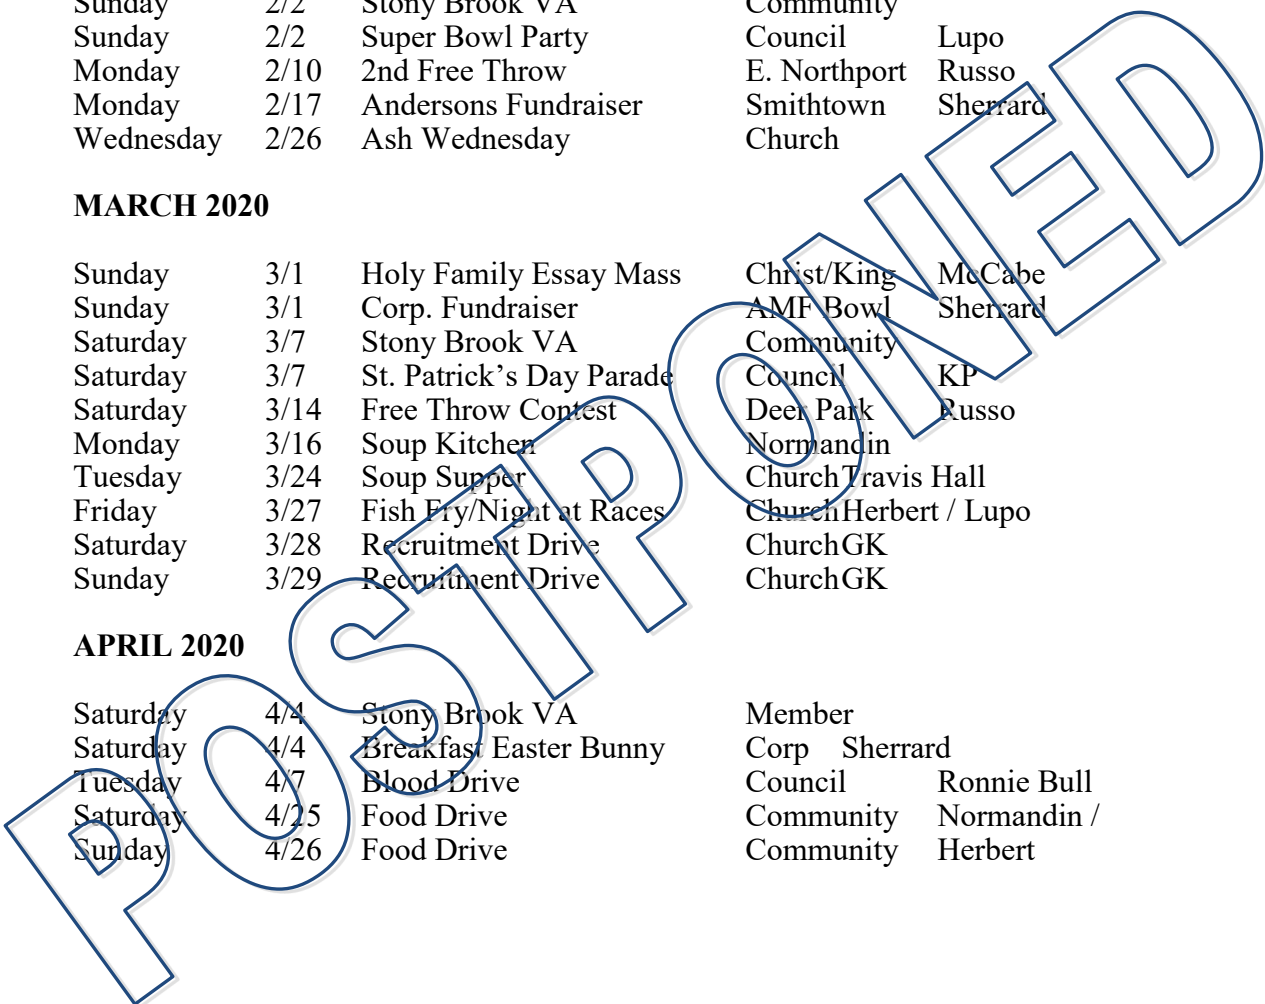 Sunday 2/2 Stony Brook VA Community
Sunday 2/2 Super Bowl Party Council Lupo
Monday 2/10 2nd Free Throw E. Northport Russo
Monday 2/17 Andersons Fundraiser Smithtown Sherrard
Wednesday 2/26 Ash Wednesday Church
MARCH 2020
Sunday 3/1 Holy Family Essay Mass Christ/King McCabe
Sunday 3/1 Corp. Fundraiser AMF Bowl Sherrard
Saturday 3/7 Stony Brook VA Community
Saturday 3/7 St. Patrick’s Day Parade Council KP
Saturday 3/14 Free Throw Contest Deer Park Russo
Monday 3/16 Soup Kitchen Normandin
Tuesday 3/24 Soup Supper Church Travis Hall
Friday 3/27 Fish Fry/Night at Races Church Herbert / Lupo
Saturday 3/28 Recruitment Drive Church GK
Sunday 3/29 Recruitment Drive Church GK
APRIL 2020
Saturday 4/4 Stony Brook VA Member
Saturday 4/4 Breakfast Easter Bunny Corp Sherrard
Tuesday 4/7 Blood Drive Council Ronnie Bull
Saturday 4/25 Food Drive Community Normandin /
Sunday 4/26 Food Drive Community Herbert
POSTPONED